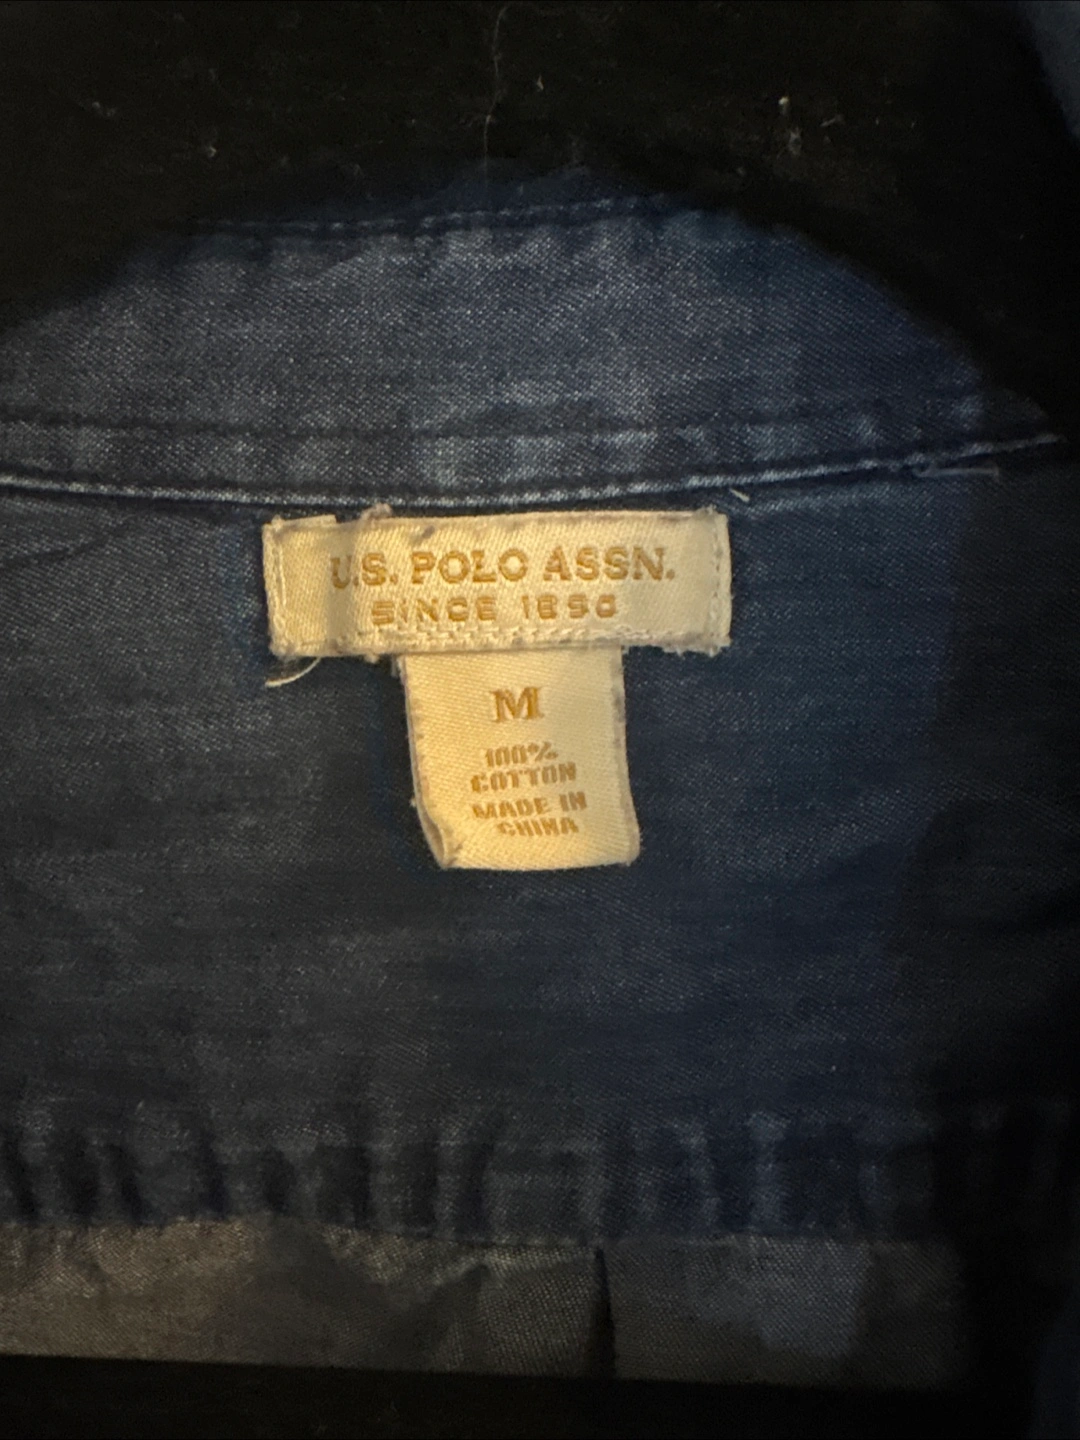 U.S. POLO ASSN.
SINCE 1890
M
100%
COTTON
MADE IN
CHINA